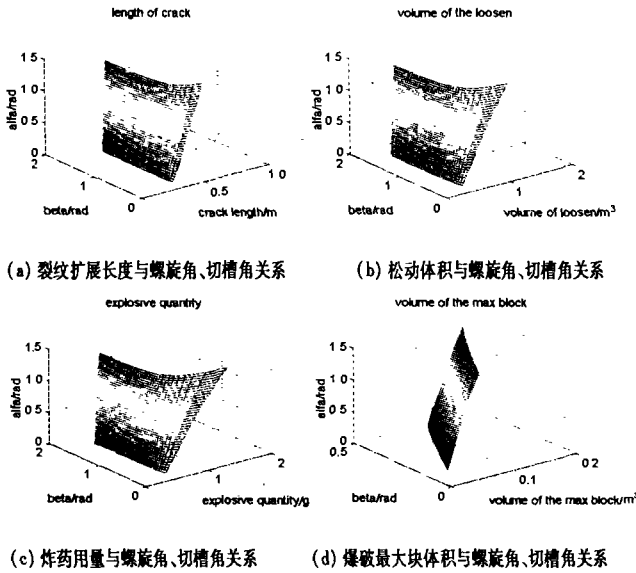 length of crack
volume of the loosen
1 5
1 0
0 5
0
alfa/rad
2
1
0
beta/rad
0.5
1 0
crack length/m
1 5
1 0
0 5
0
alfa/rad
2
1
0
beta/rad
1
2
volume of loosen/m³
(a) 裂纹扩展长度与螺旋角、切槽角关系
(b) 松动体积与螺旋角、切槽角关系
explosive quantity
volume of the max block
1.5
1 0
0 5
0
alfa/rad
2
1
0
beta/rad
1
2
explosive quantity/g
1.5
1 0
0 5
0
alfa/rad
0.5
0
beta/rad
0.1
0 2
volume of the max block/m³
(c) 炸药用量与螺旋角、切槽角关系
(d) 爆破最大块体积与螺旋角、切槽角关系